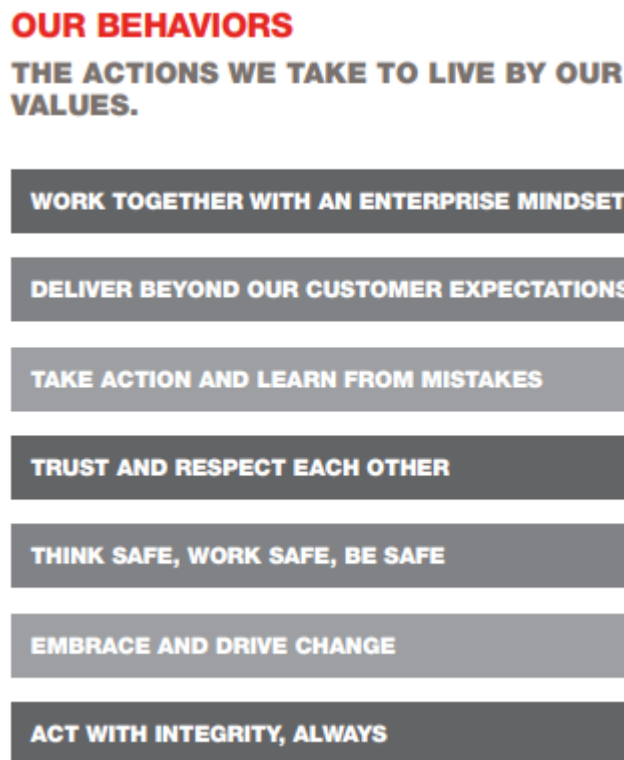 OUR BEHAVIORS
THE ACTIONS WE TAKE TO LIVE BY OUR
VALUES.
WORK TOGETHER WITH AN ENTERPRISE MINDSET
DELIVER BEYOND OUR CUSTOMER EXPECTATIONS
TAKE ACTION AND LEARN FROM MISTAKES
TRUST AND RESPECT EACH OTHER
THINK SAFE, WORK SAFE, BE SAFE
EMBRACE AND DRIVE CHANGE
ACT WITH INTEGRITY, ALWAYS